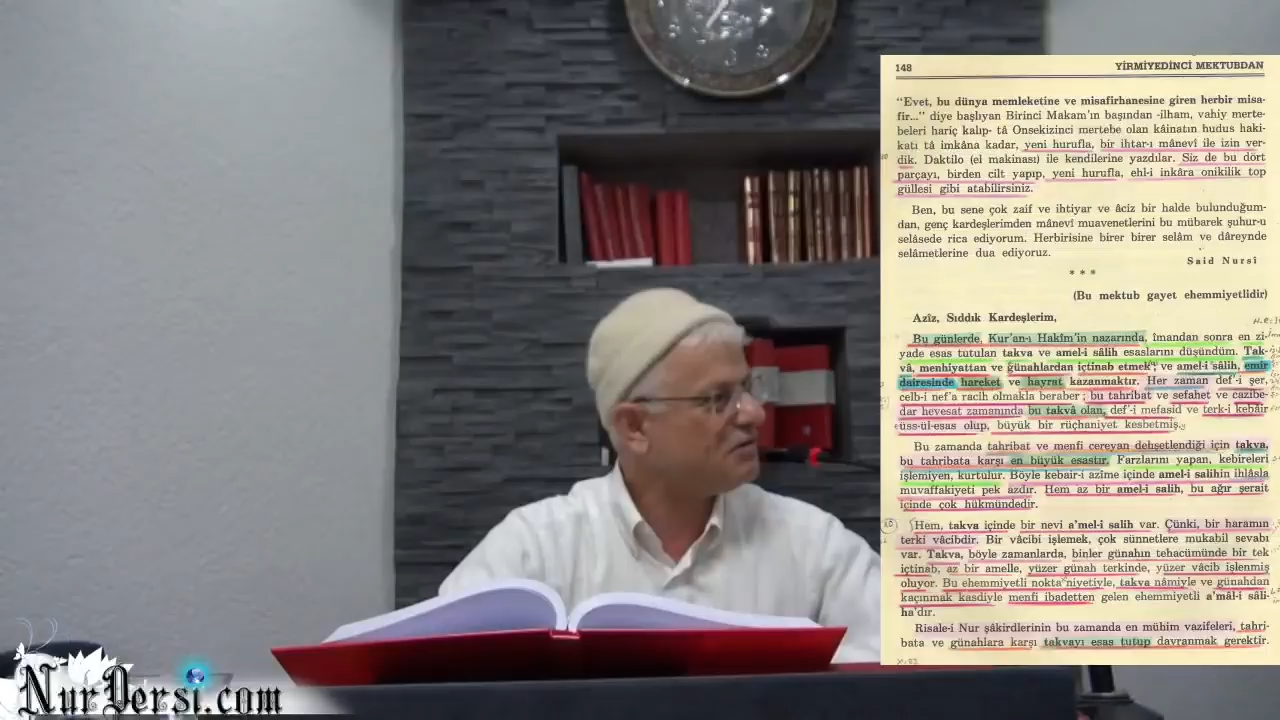 148
YİRMİYEDİNCİ MEKTUBDAN
"Evet, bu dünya memleketine ve misafirhanesine giren herbir misa-
fir..." diye başlıyan Birinci Makam'ın başından -ilham, vahiy merte-
beleri hariç kalıp- tâ Onsekizinci mertebe olan kâinatın hudus haki-
katı tâ imkâna kadar, yeni hurufla, bir ihtar-ı mânevî ile izin ver-
dik. Daktilo (el makinası) ile kendilerine yazdılar. Siz de bu dört
parçayı, birden cilt yapıp, yeni hurufla, ehl-i inkâra onikilik top
güllesi gibi atabilirsiniz.
Ben, bu sene çok zaif ve ihtiyar ve âciz bir halde bulunduğum-
dan, genç kardeşlerimden mânevî muavenetlerini bu mübarek şuhur-u
selâsede rica ediyorum. Herbirisine birer birer selâm ve dâreynde
selâmetlerine dua ediyoruz.
Said Nursî
* * *
(Bu mektub gayet ehemmiyetlidir)
Azîz, Sıddık Kardeşlerim,
Bu günlerde, Kur'an-ı Hakîm'in nazarında, îmandan sonra en zi-
yade esas tutulan takva ve amel-i sâlih esaslarını düşündüm. Tak-
vâ, menhiyattan ve günahlardan içtinab etmek; ve amel-i sâlih, emir
dairesinde hareket ve hayrat kazanmaktır. Her zaman def'-i şer,
celb-i nef'a racih olmakla beraber; bu tahribat ve sefahet ve cazibe-
dar hevesat zamanında bu takvâ olan, def'-i mefasid ve terk-i kebâir
üss-ül-esas olup, büyük bir rüçhaniyet kesbetmiş.
Bu zamanda tahribat ve menfi cereyan dehşetlendiği için takva,
bu tahribata karşı en büyük esastır. Farzlarını yapan, kebireleri
işlemiyen, kurtulur. Böyle kebair-i azîme içinde amel-i salihin ihlâsla
muvaffakiyeti pek azdır. Hem az bir amel-i salih, bu ağır şerait
içinde çok hükmündedir.
Hem, takva içinde bir nevi a'mel-i salih var. Çünki, bir haramın
terki vâcibdir. Bir vâcibi işlemek, çok sünnetlere mukabil sevabı
var. Takva, böyle zamanlarda, binler günahın tehacümünde bir tek
içtinab, az bir amelle, yüzer günah terkinde, yüzer vâcib işlenmiş
oluyor. Bu ehemmiyetli nokta niyetiyle, takva nâmiyle ve günahdan
kaçınmak kasdiyle menfi ibadetten gelen ehemmiyetli a'mâl-i sâli-
ha'dır.
Risale-i Nur şâkirdlerinin bu zamanda en mühim vazifeleri, tahri-
bata ve günahlara karşı takvayı esas tutup davranmak gerektir.
NurDersi.com